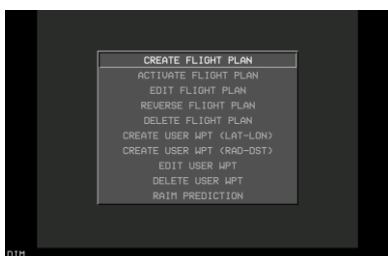 CREATE FLIGHT PLAN
ACTIVATE FLIGHT PLAN
EDIT FLIGHT PLAN
REVERSE FLIGHT PLAN
DELETE FLIGHT PLAN
CREATE USER WPT (LAT-LON)
CREATE USER WPT (RAD-DST)
EDIT USER WPT
DELETE USER WPT
RAIM PREDICTION
DIM